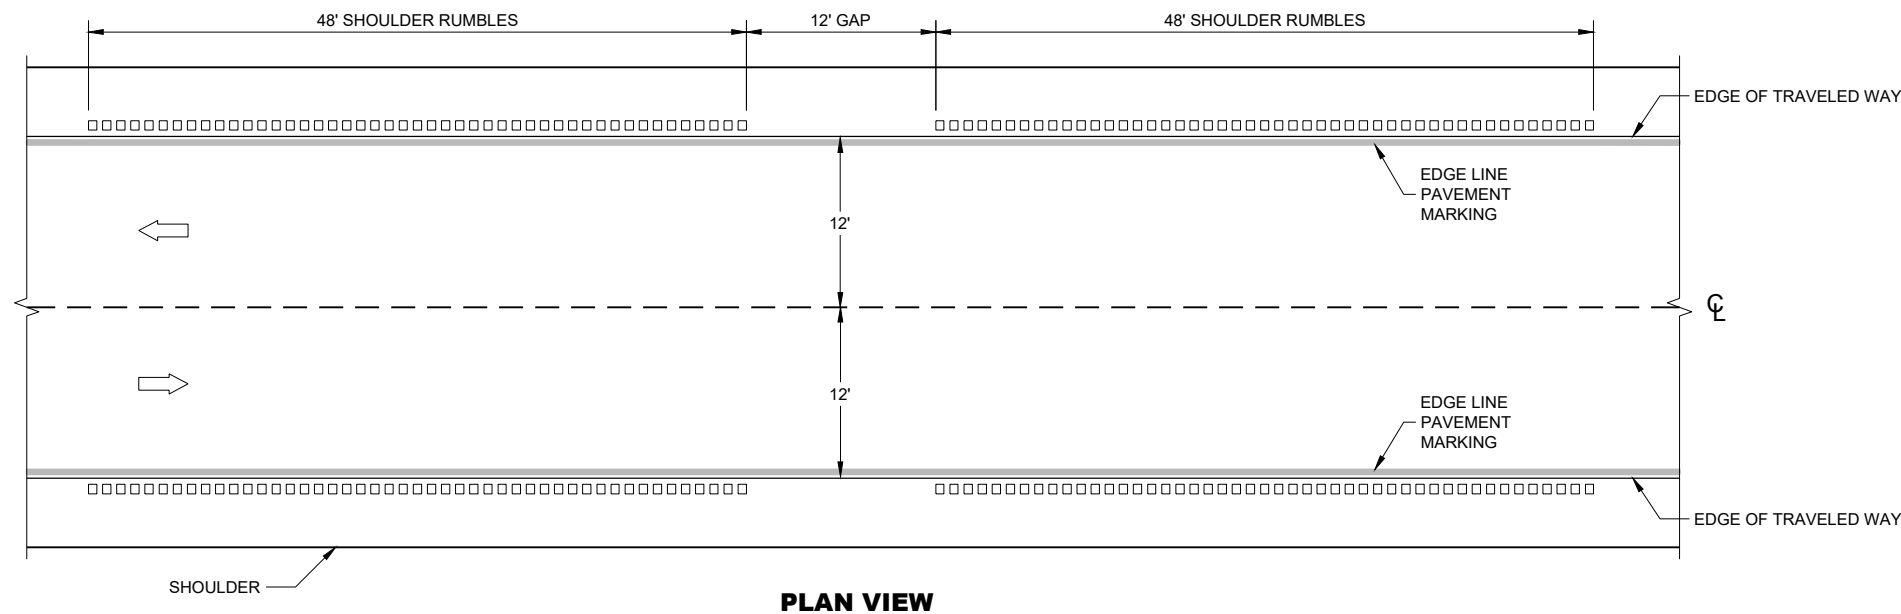 48' SHOULDER RUMBLES
12' GAP
48' SHOULDER RUMBLES
EDGE OF TRAVELED WAY
EDGE LINE
PAVEMENT
MARKING
12'
℄
12'
EDGE LINE
PAVEMENT
MARKING
EDGE OF TRAVELED WAY
SHOULDER
PLAN VIEW